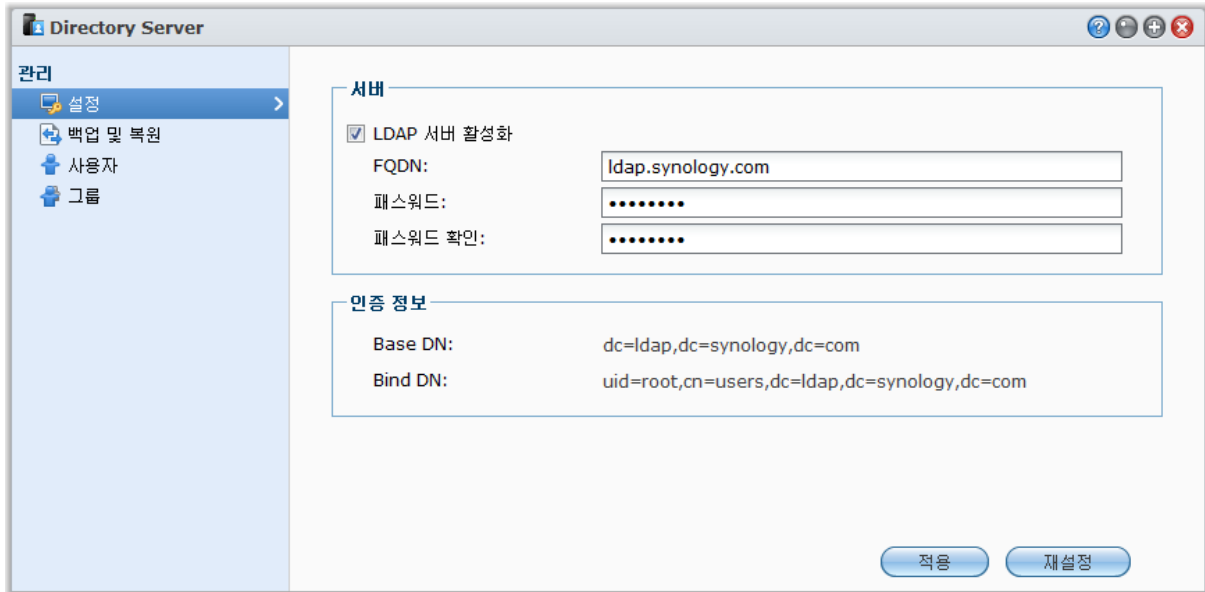 Directory Server
관리
설정
백업 및 복원
사용자
그룹
서버
LDAP 서버 활성화
FQDN: ldap.synology.com
패스워드: ••••••••
패스워드 확인: ••••••••
인증 정보
Base DN: dc=ldap,dc=synology,dc=com
Bind DN: uid=root,cn=users,dc=ldap,dc=synology,dc=com
적용 재설정